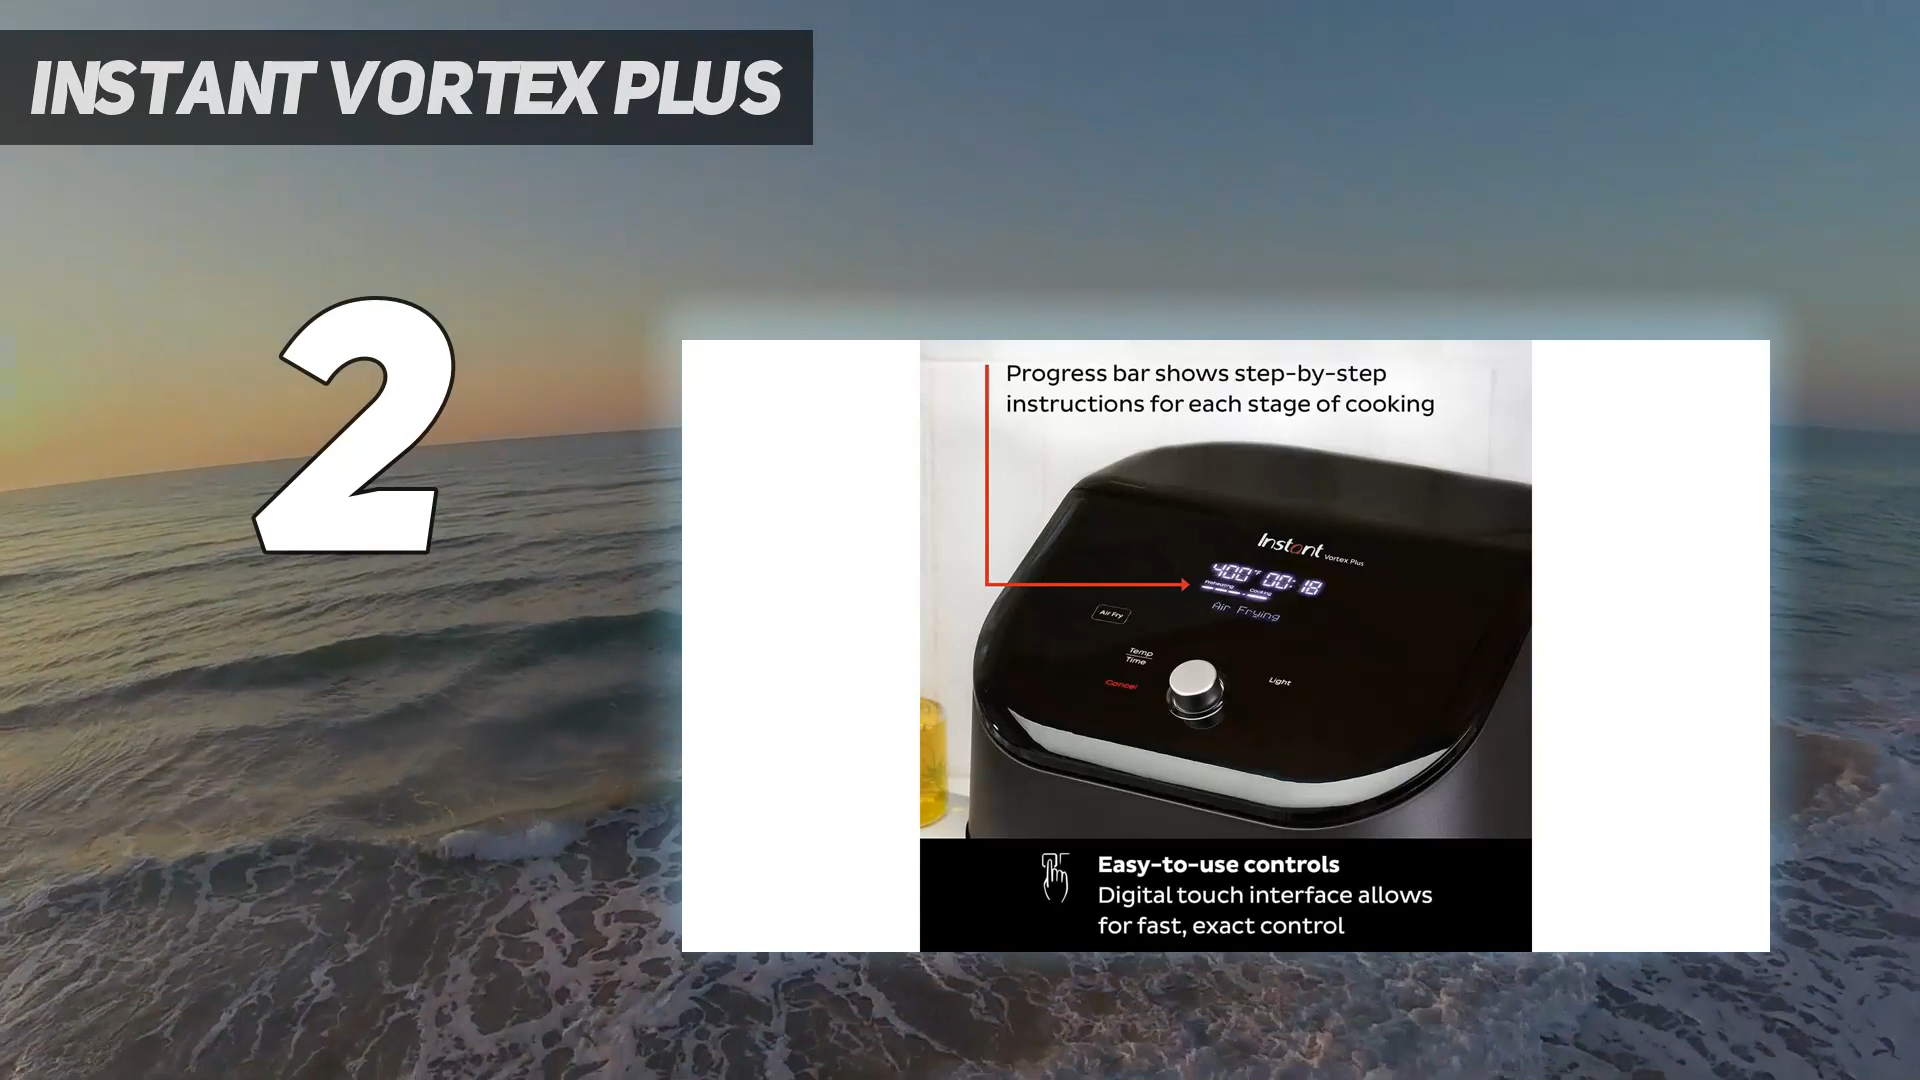 INSTANT VORTEX PLUS
2
Progress bar shows step-by-step
instructions for each stage of cooking
Instant Vortex Plus
400°F 00:18
Preheating Cooking
Air Frying
Air Fry
Temp
Time
Cancel
Light
Easy-to-use controls
Digital touch interface allows
for fast, exact control